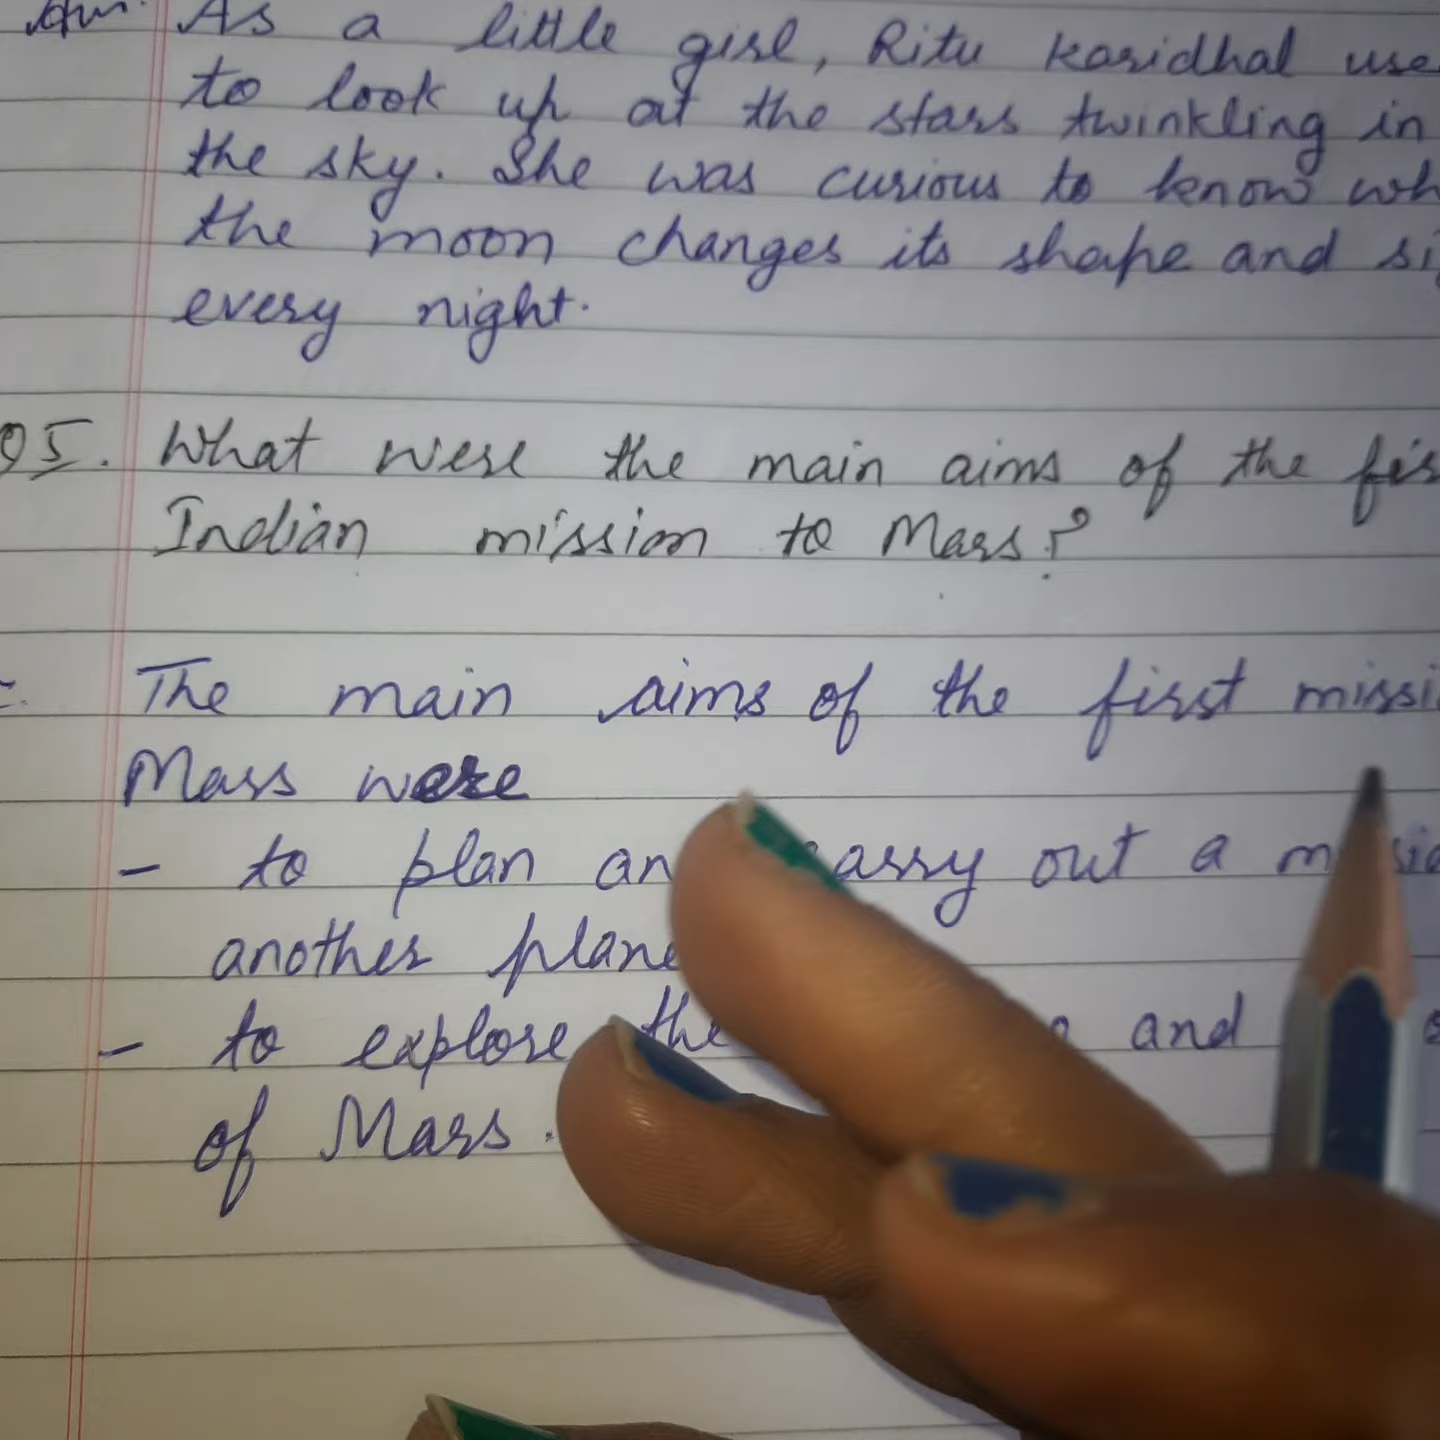 Ans. As a little girl, Ritu Karidhal use
to look up at the stars twinkling in
the sky. She was curious to know wh
the moon changes its shape and si
every night.
Q5. What were the main aims of the fir
Indian mission to Mars?
The main aims of the first missi
Mars were
- to plan an carry out a
another plane
- to explore the and
of Mars.